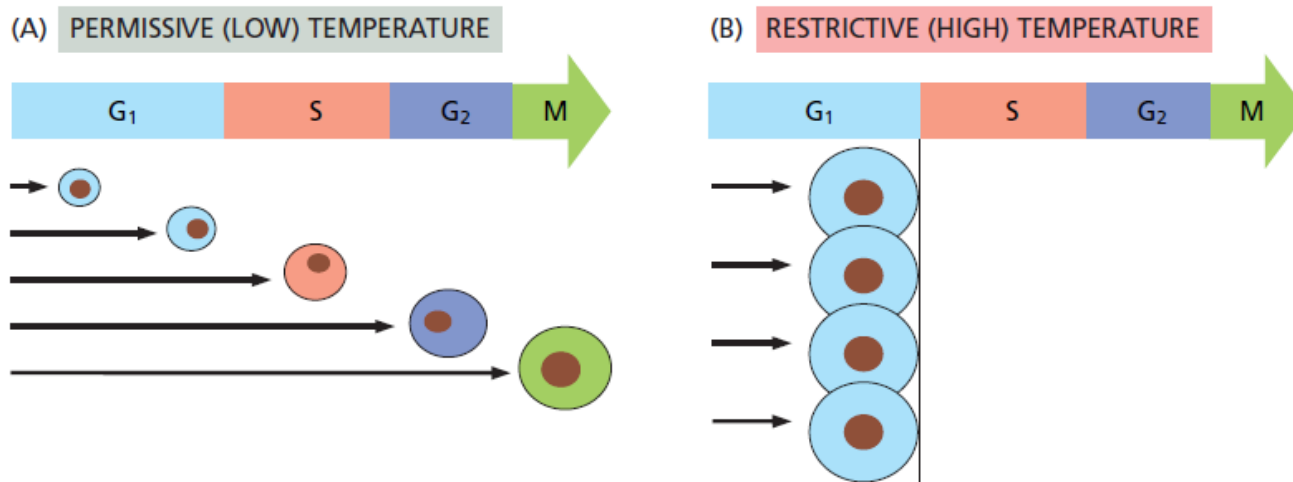 (A) PERMISSIVE (LOW) TEMPERATURE
G₁ S G₂ M
(B) RESTRICTIVE (HIGH) TEMPERATURE
G₁ S G₂ M